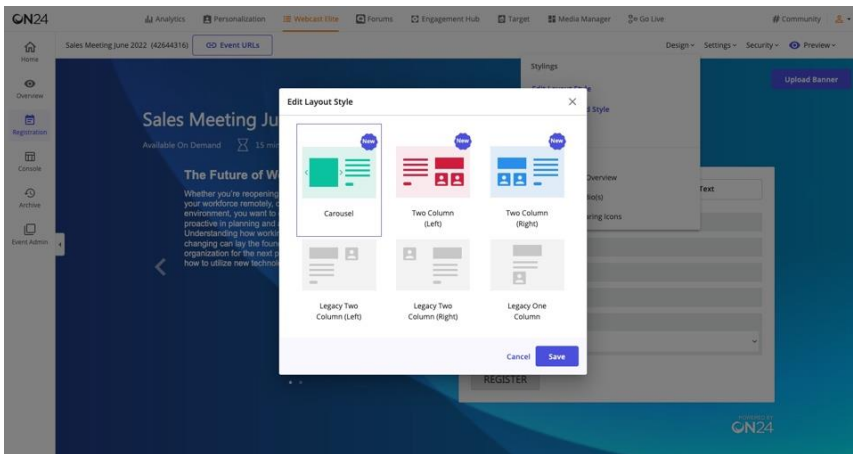 ON24
Analytics
Personalization
Webcast Elite
Forums
Engagement Hub
Target
Media Manager
Go Live
Community
Home
Overview
Registration
Console
Archive
Event Admin
Sales Meeting June 2022 (42644316)
Event URLs
Design
Settings
Security
Preview
Stylings
Upload Banner
Sales Meeting Ju
Available On Demand
15 min
The Future of W
Whether you're reopening
your workforce remotely,
environment, you want to
proactive in planning and
Understanding how workin
changing can lay the foun
organization for the next p
how to utilize new technol
Edit Layout Style
New
New
New
Carousel
Two Column
(Left)
Two Column
(Right)
Legacy Two
Column (Left)
Legacy Two
Column (Right)
Legacy One
Column
Cancel
Save
Style
Overview
Icons
Text
REGISTER
POWERED BY
ON24